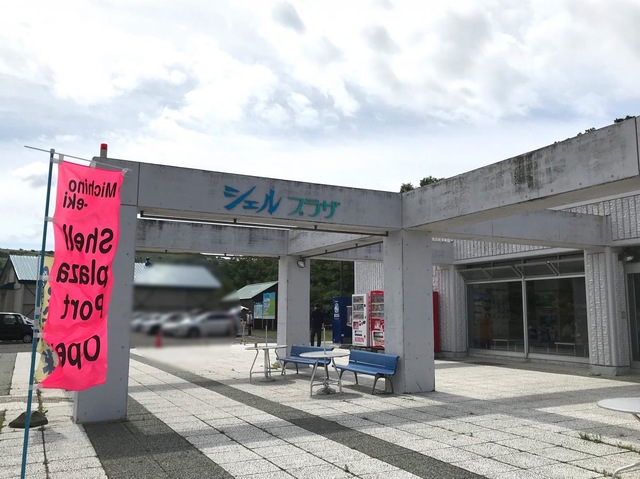 シェルプラザ
Michino
-eki
Shell
plaza
Port
Ope